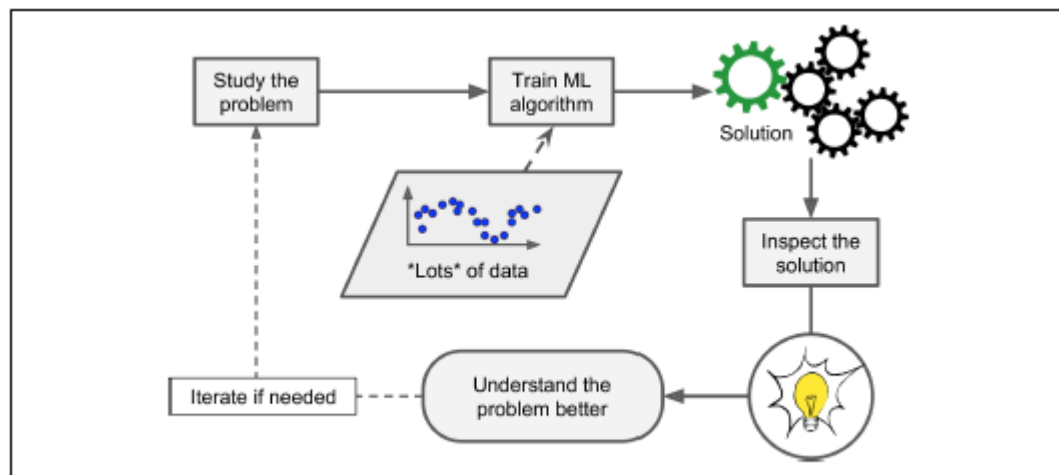 Study the
problem
Train ML
algorithm
Solution
*Lots* of data
Inspect the
solution
Understand the
problem better
Iterate if needed